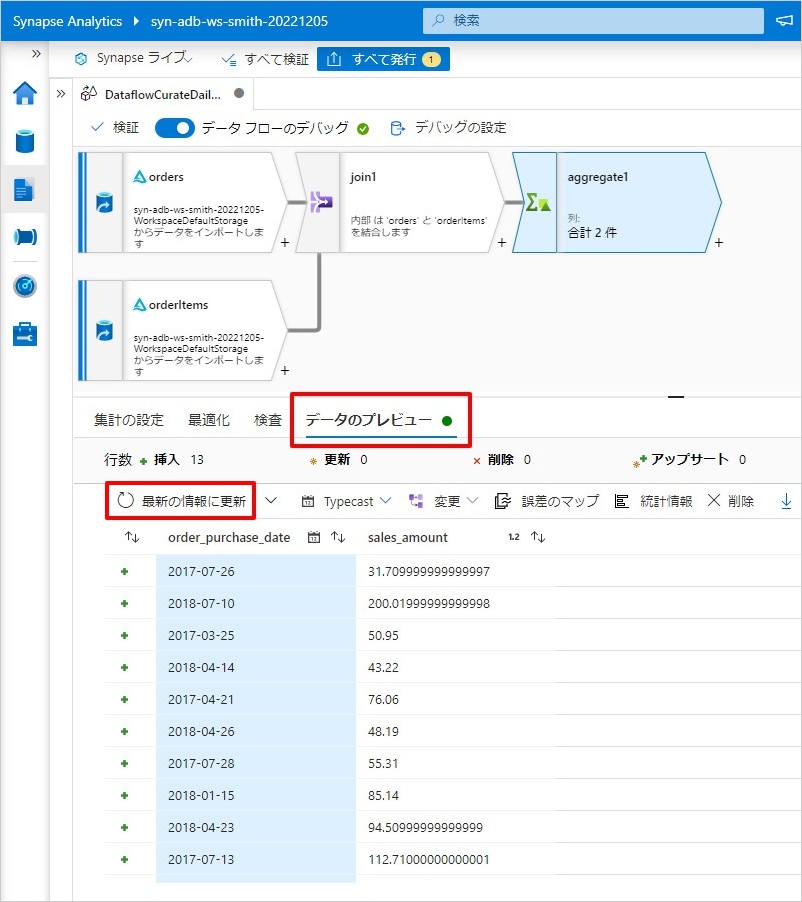 Synapse Analytics
syn-adb-ws-smith-20221205
検索
Synapse ライブ
すべて検証
すべて発行
1
DataflowCurateDail...
検証
データ フローのデバッグ
デバッグの設定
orders
syn-adb-ws-smith-20221205-
WorkspaceDefaultStorage
からデータをインポートしま
す
join1
内部 は 'orders' と 'orderItems'
を結合します
aggregate1
列:
合計 2 件
orderItems
syn-adb-ws-smith-20221205-
WorkspaceDefaultStorage
からデータをインポートしま
す
集計の設定 最適化 検査 データのプレビュー
行数 挿入 13 更新 0 削除 0 アップサート 0
最新の情報に更新 Typecast 変更 誤差のマップ 統計情報 削除
order_purchase_date sales_amount 1.2
2017-07-26 31.709999999999997
2018-07-10 200.01999999999998
2017-03-25 50.95
2018-04-14 43.22
2017-04-21 76.06
2018-04-26 48.19
2017-07-28 55.31
2018-01-15 85.14
2018-04-23 94.50999999999999
2017-07-13 112.71000000000001